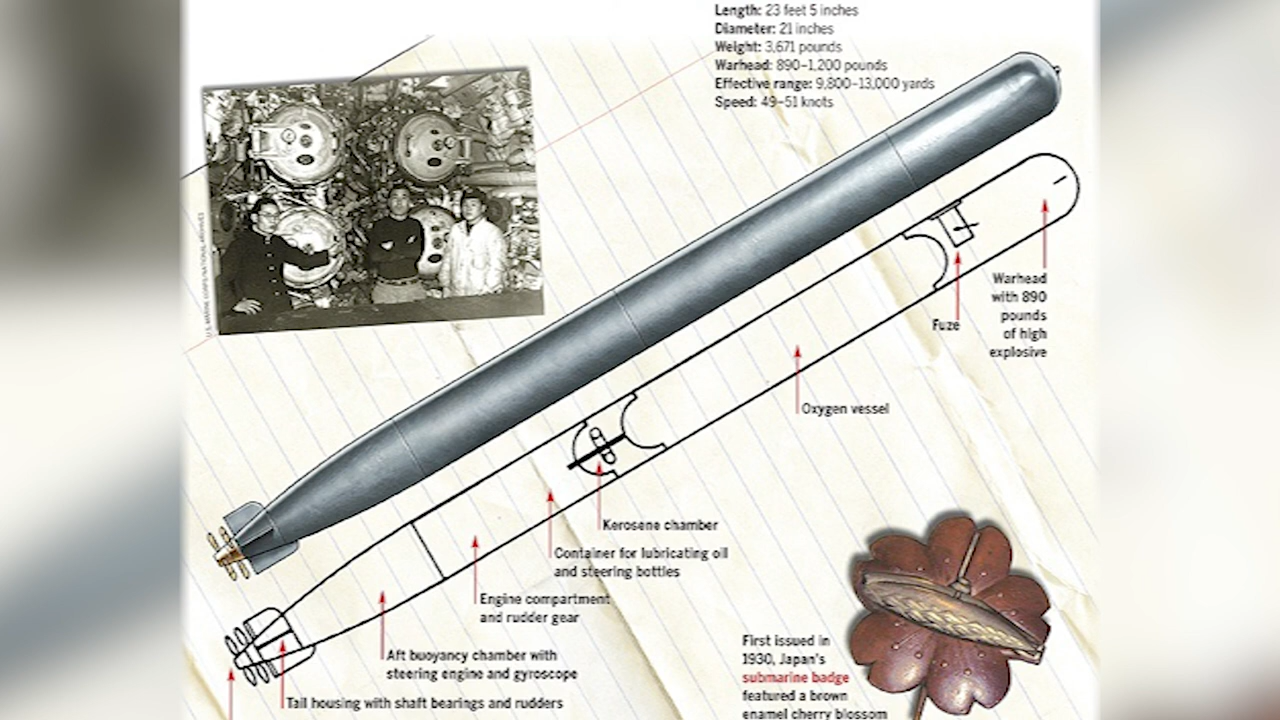 Length: 23 feet 5 inches
Diameter: 21 inches
Weight: 3,671 pounds
Warhead: 890–1,200 pounds
Effective range: 9,800–13,000 yards
Speed: 49–51 knots
U.S. MARINE CORPS/NATIONAL ARCHIVES
Warhead
with 890
pounds
of high
explosive
Fuze
Oxygen vessel
Kerosene chamber
Container for lubricating oil
and steering bottles
Engine compartment
and rudder gear
Aft buoyancy chamber with
steering engine and gyroscope
Tail housing with shaft bearings and rudders
First issued in
1930, Japan's
submarine badge
featured a brown
enamel cherry blossom